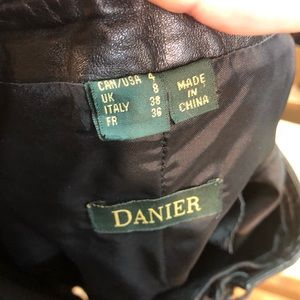 CAN/USA 4
UK 8
ITALY 38
FR 36
MADE
IN
CHINA
DANIER